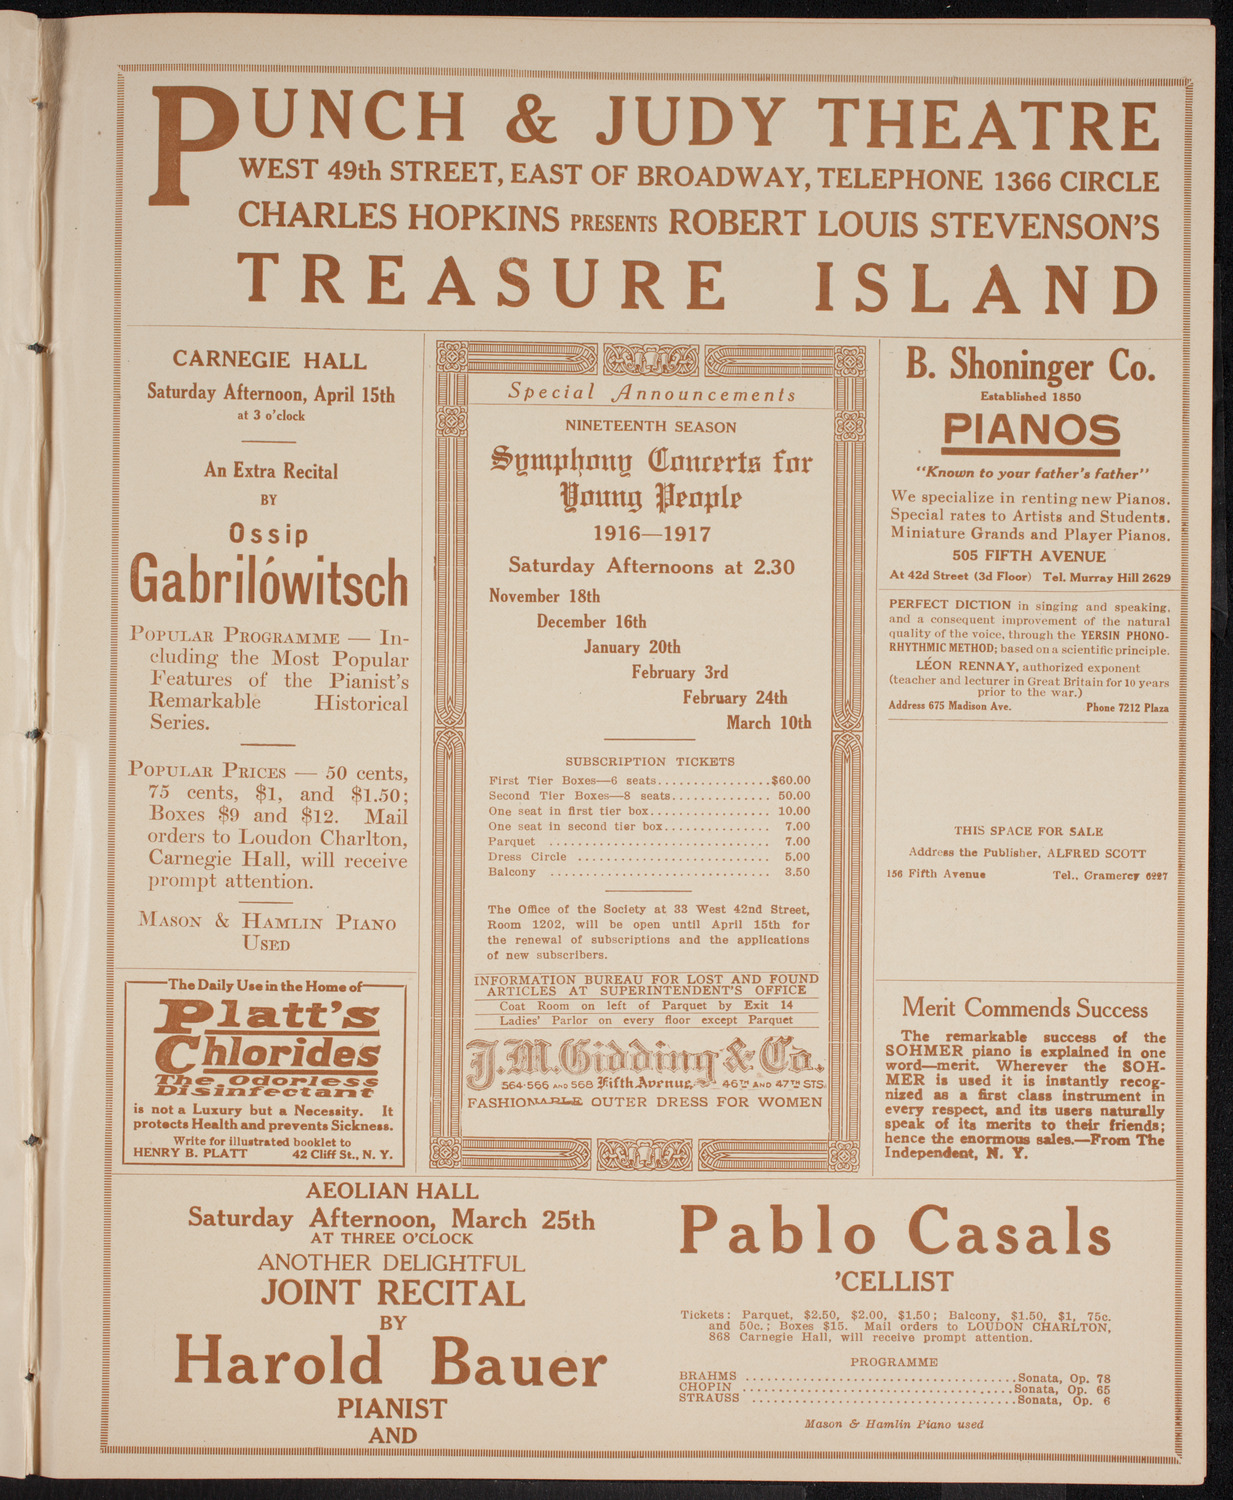 PUNCH & JUDY THEATRE
WEST 49th STREET, EAST OF BROADWAY, TELEPHONE 1366 CIRCLE
CHARLES HOPKINS PRESENTS ROBERT LOUIS STEVENSON'S
TREASURE ISLAND
CARNEGIE HALL
Saturday Afternoon, April 15th
at 3 o'clock
An Extra Recital
BY
Ossip
Gabrilówitsch
POPULAR PROGRAMME — In-
cluding the Most Popular
Features of the Pianist's
Remarkable Historical
Series.
POPULAR PRICES — 50 cents,
75 cents, $1, and $1.50;
Boxes $9 and $12. Mail
orders to Loudon Charlton,
Carnegie Hall, will receive
prompt attention.
MASON & HAMLIN PIANO
USED
The Daily Use in the Home of
Platt's
Chlorides
The Odorless
Disinfectant
is not a Luxury but a Necessity. It
protects Health and prevents Sickness.
Write for illustrated booklet to
HENRY B. PLATT 42 Cliff St., N. Y.
Special Announcements
NINETEENTH SEASON
Symphony Concerts for
Young People
1916—1917
Saturday Afternoons at 2.30
November 18th
December 16th
January 20th
February 3rd
February 24th
March 10th
SUBSCRIPTION TICKETS
First Tier Boxes—6 seats................$60.00
Second Tier Boxes—8 seats............. 50.00
One seat in first tier box................ 10.00
One seat in second tier box.............. 7.00
Parquet ............................. 7.00
Dress Circle ......................... 5.00
Balcony ............................. 3.50
The Office of the Society at 33 West 42nd Street,
Room 1202, will be open until April 15th for
the renewal of subscriptions and the applications
of new subscribers.
INFORMATION BUREAU FOR LOST AND FOUND
ARTICLES AT SUPERINTENDENT'S OFFICE
Coat Room on left of Parquet by Exit 14
Ladies' Parlor on every floor except Parquet
J.M. Gidding & Co.
564-566 AND 568 Fifth Avenue, 46TH AND 47TH STS.
FASHIONABLE OUTER DRESS FOR WOMEN
B. Shoninger Co.
Established 1850
PIANOS
"Known to your father's father"
We specialize in renting new Pianos.
Special rates to Artists and Students.
Miniature Grands and Player Pianos.
505 FIFTH AVENUE
At 42d Street (3d Floor) Tel. Murray Hill 2629
PERFECT DICTION in singing and speaking,
and a consequent improvement of the natural
quality of the voice, through the YERSIN PHONO-
RHYTHMIC METHOD; based on a scientific principle.
LÉON RENNAY, authorized exponent
(teacher and lecturer in Great Britain for 10 years
prior to the war.)
Address 675 Madison Ave. Phone 7212 Plaza
THIS SPACE FOR SALE
Address the Publisher, ALFRED SCOTT
156 Fifth Avenue Tel., Gramercy 6227
Merit Commends Success
The remarkable success of the
SOHMER piano is explained in one
word—merit. Wherever the SOH-
MER is used it is instantly recog-
nized as a first class instrument in
every respect, and its users naturally
speak of its merits to their friends;
hence the enormous sales.—From The
Independent, N. Y.
AEOLIAN HALL
Saturday Afternoon, March 25th
AT THREE O'CLOCK
ANOTHER DELIGHTFUL
JOINT RECITAL
BY
Harold Bauer
PIANIST
AND
Pablo Casals
'CELLIST
Tickets: Parquet, $2.50, $2.00, $1.50; Balcony, $1.50, $1, 75c.
and 50c.; Boxes $15. Mail orders to LOUDON CHARLTON,
868 Carnegie Hall, will receive prompt attention.
PROGRAMME
BRAHMS ....................................Sonata, Op. 78
CHOPIN ....................................Sonata, Op. 65
STRAUSS ...................................Sonata, Op. 6
Mason & Hamlin Piano used